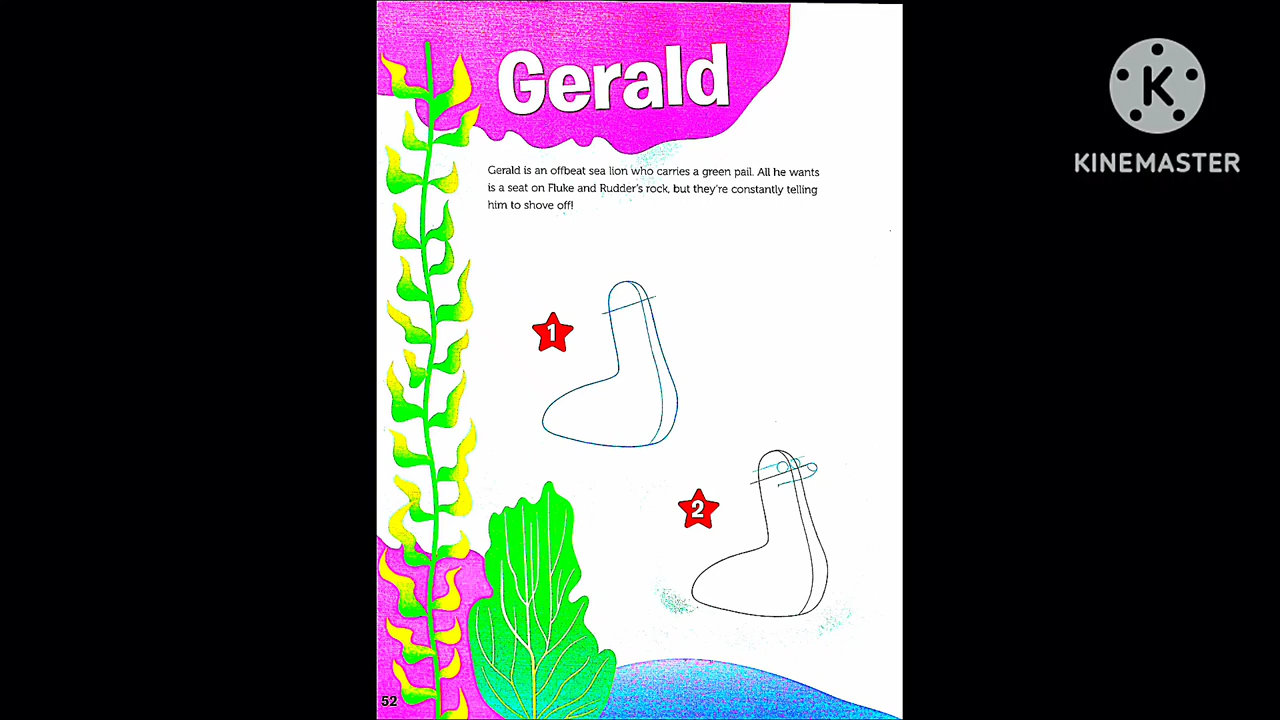 Gerald
KINEMASTER
Gerald is an offbeat sea lion who carries a green pail. All he wants
is a seat on Fluke and Rudder's rock, but they're constantly telling
him to shove off!
1
2
52